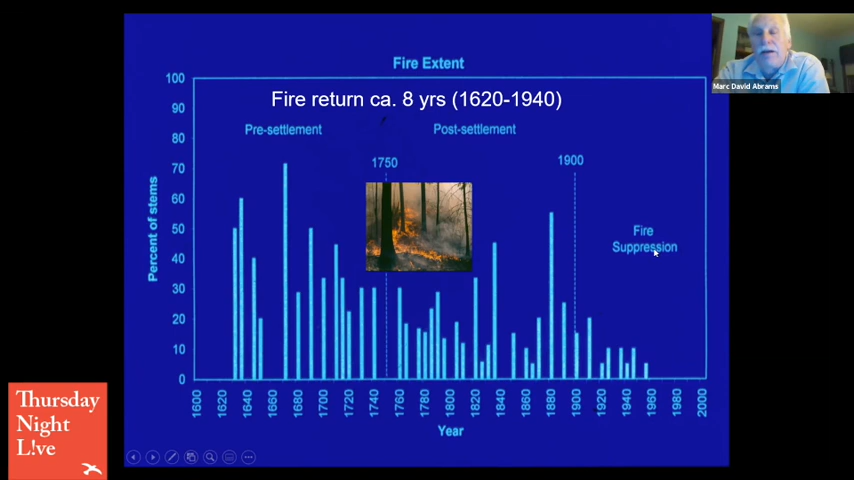 Fire Extent
Fire return ca. 8 yrs (1620-1940)
Pre-settlement
Post-settlement
1750
1900
Fire
Suppression
Percent of stems
100
90
80
70
60
50
40
30
20
10
0
1600
1620
1640
1660
1680
1700
1720
1740
1760
1780
1800
1820
1840
1860
1880
1900
1920
1940
1960
1980
2000
Year
Marc David Abrams
Thursday
Night
L!ve